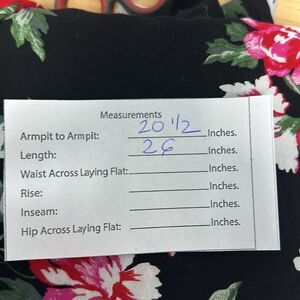 Measurements
Armpit to Armpit: 20 1/2 Inches.
Length: 26 Inches.
Waist Across Laying Flat: Inches.
Rise: Inches.
Inseam: Inches.
Hip Across Laying Flat: Inches.